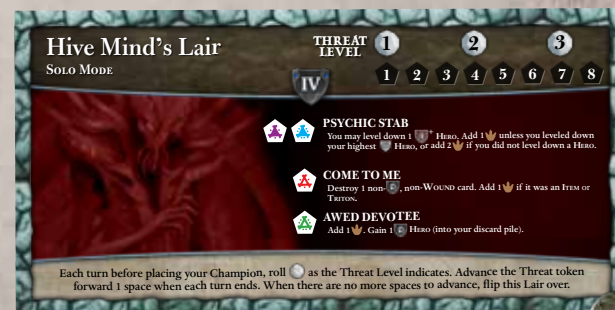 Hive Mind's Lair
SOLO MODE
THREAT LEVEL 1 2 3
1 2 3 4 5 6 7 8
IV
PSYCHIC STAB
You may level down 1 HERO. Add 1 unless you leveled down
your highest HERO, or add 2 if you did not level down a HERO.
COME TO ME
Destroy 1 non- , non-WOUND card. Add 1 if it was an ITEM or
TRITON.
AWED DEVOTEE
Add 1 . Gain 1 HERO (into your discard pile).
Each turn before placing your Champion, roll as the Threat Level indicates. Advance the Threat token
forward 1 space when each turn ends. When there are no more spaces to advance, flip this Lair over.